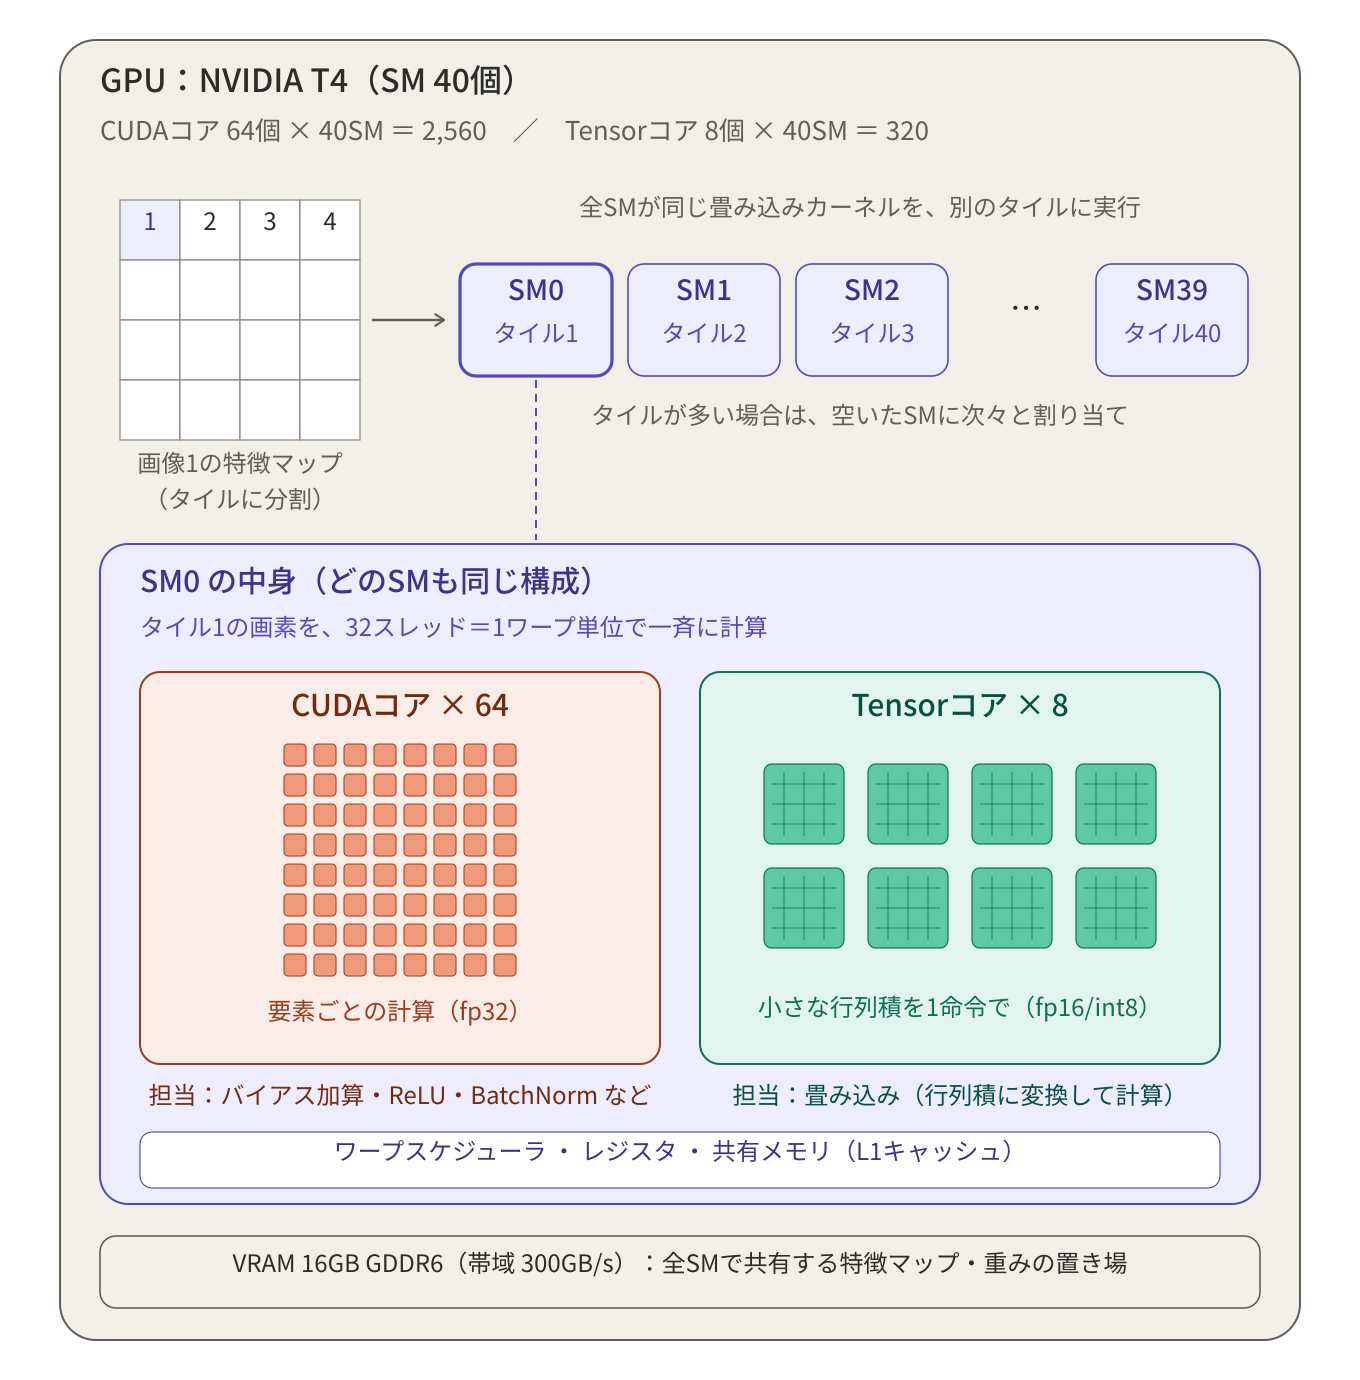 GPU：NVIDIA T4（SM 40個）
CUDAコア 64個 × 40SM ＝ 2,560　／　Tensorコア 8個 × 40SM ＝ 320
全SMが同じ畳み込みカーネルを、別のタイルに実行
1 2 3 4
SM0 SM1 SM2 … SM39
タイル1 タイル2 タイル3 タイル40
タイルが多い場合は、空いたSMに次々と割り当て
画像1の特徴マップ
（タイルに分割）
SM0 の中身（どのSMも同じ構成）
タイル1の画素を、32スレッド＝1ワープ単位で一斉に計算
CUDAコア × 64
要素ごとの計算（fp32）
担当：バイアス加算・ReLU・BatchNorm など
Tensorコア × 8
小さな行列積を1命令で（fp16/int8）
担当：畳み込み（行列積に変換して計算）
ワープスケジューラ ・ レジスタ ・ 共有メモリ（L1キャッシュ）
VRAM 16GB GDDR6（帯域 300GB/s）：全SMで共有する特徴マップ・重みの置き場